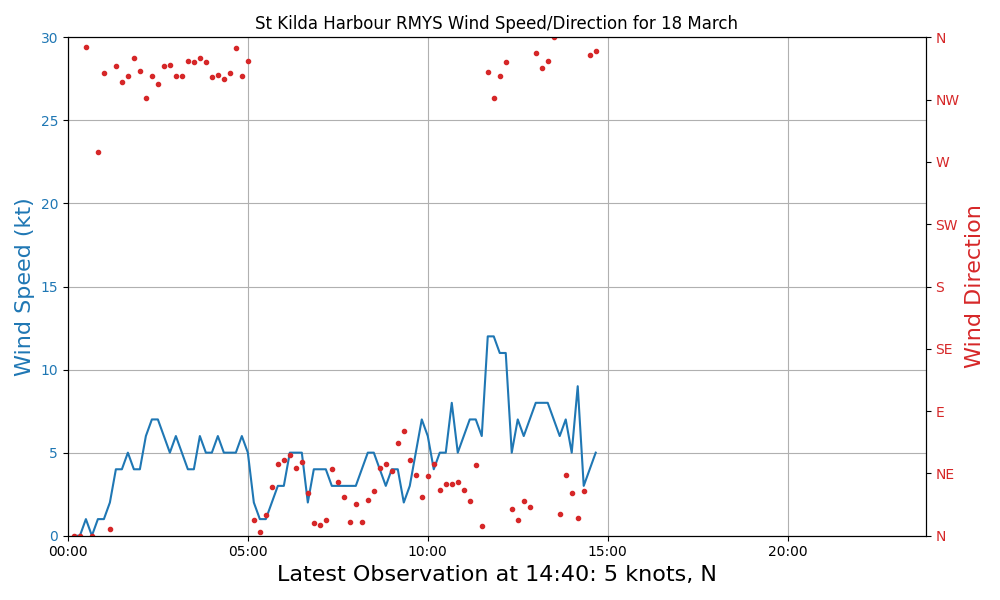 St Kilda Harbour RMYS Wind Speed/Direction for 18 March
30
25
20
15
10
5
0
Wind Speed (kt)
N
NW
W
SW
S
SE
E
NE
N
Wind Direction
00:00
05:00
10:00
15:00
20:00
Latest Observation at 14:40: 5 knots, N